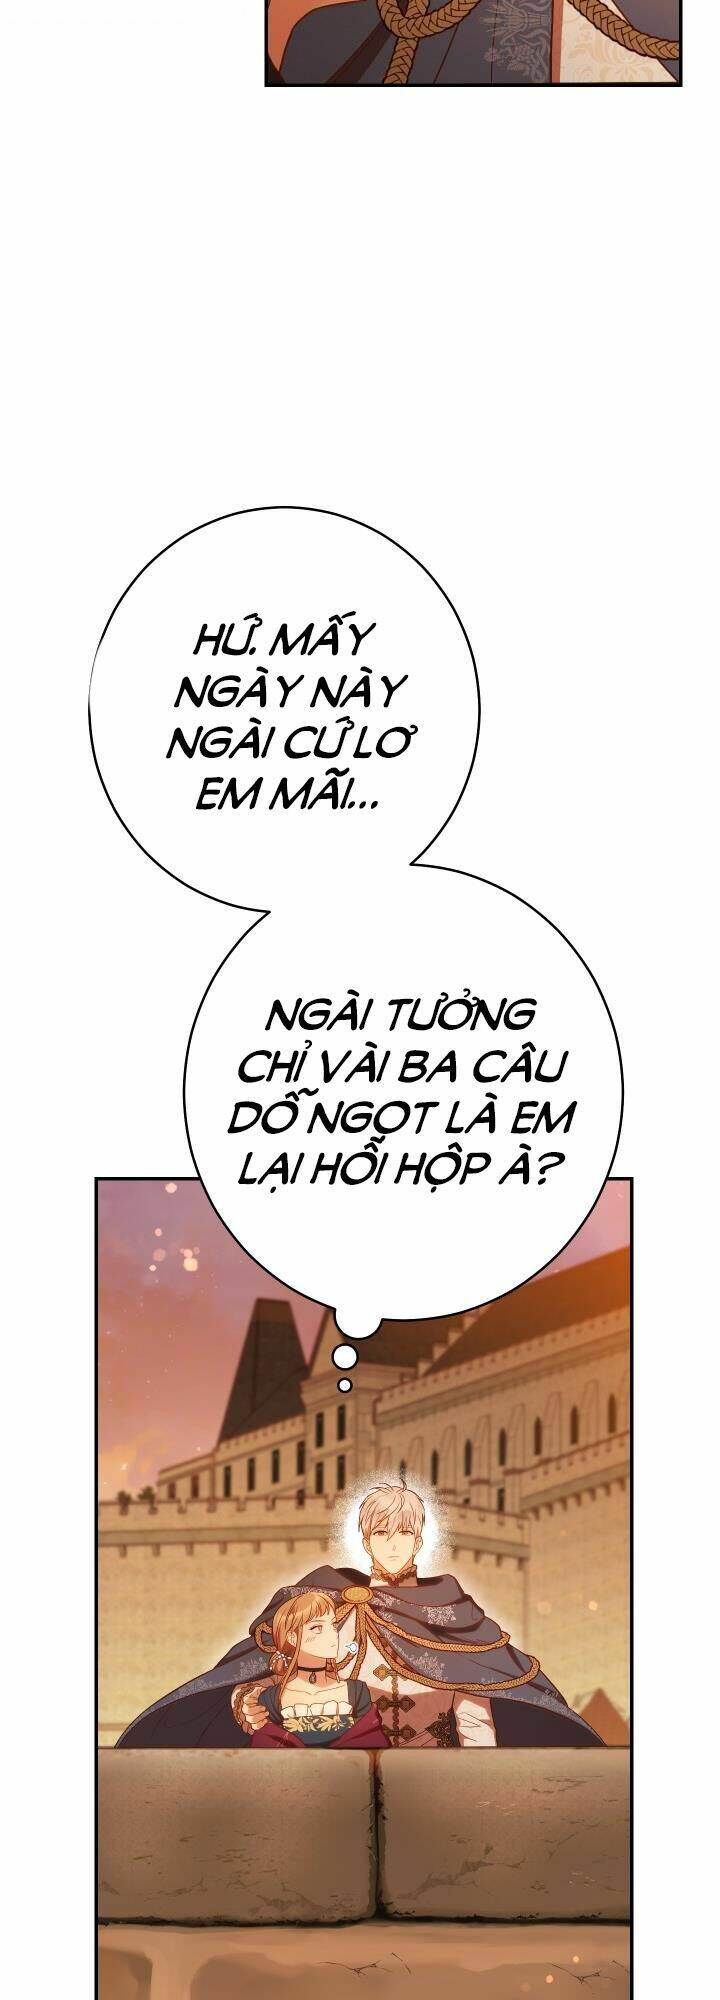 HỨ. MẤY
NGÀY NÀY
NGÀI CỨ LƠ
EM MÃI...
NGÀI TƯỞNG
CHỈ VÀI BA CÂU
DỖ NGỌT LÀ EM
LẠI HỒI HỘP À?